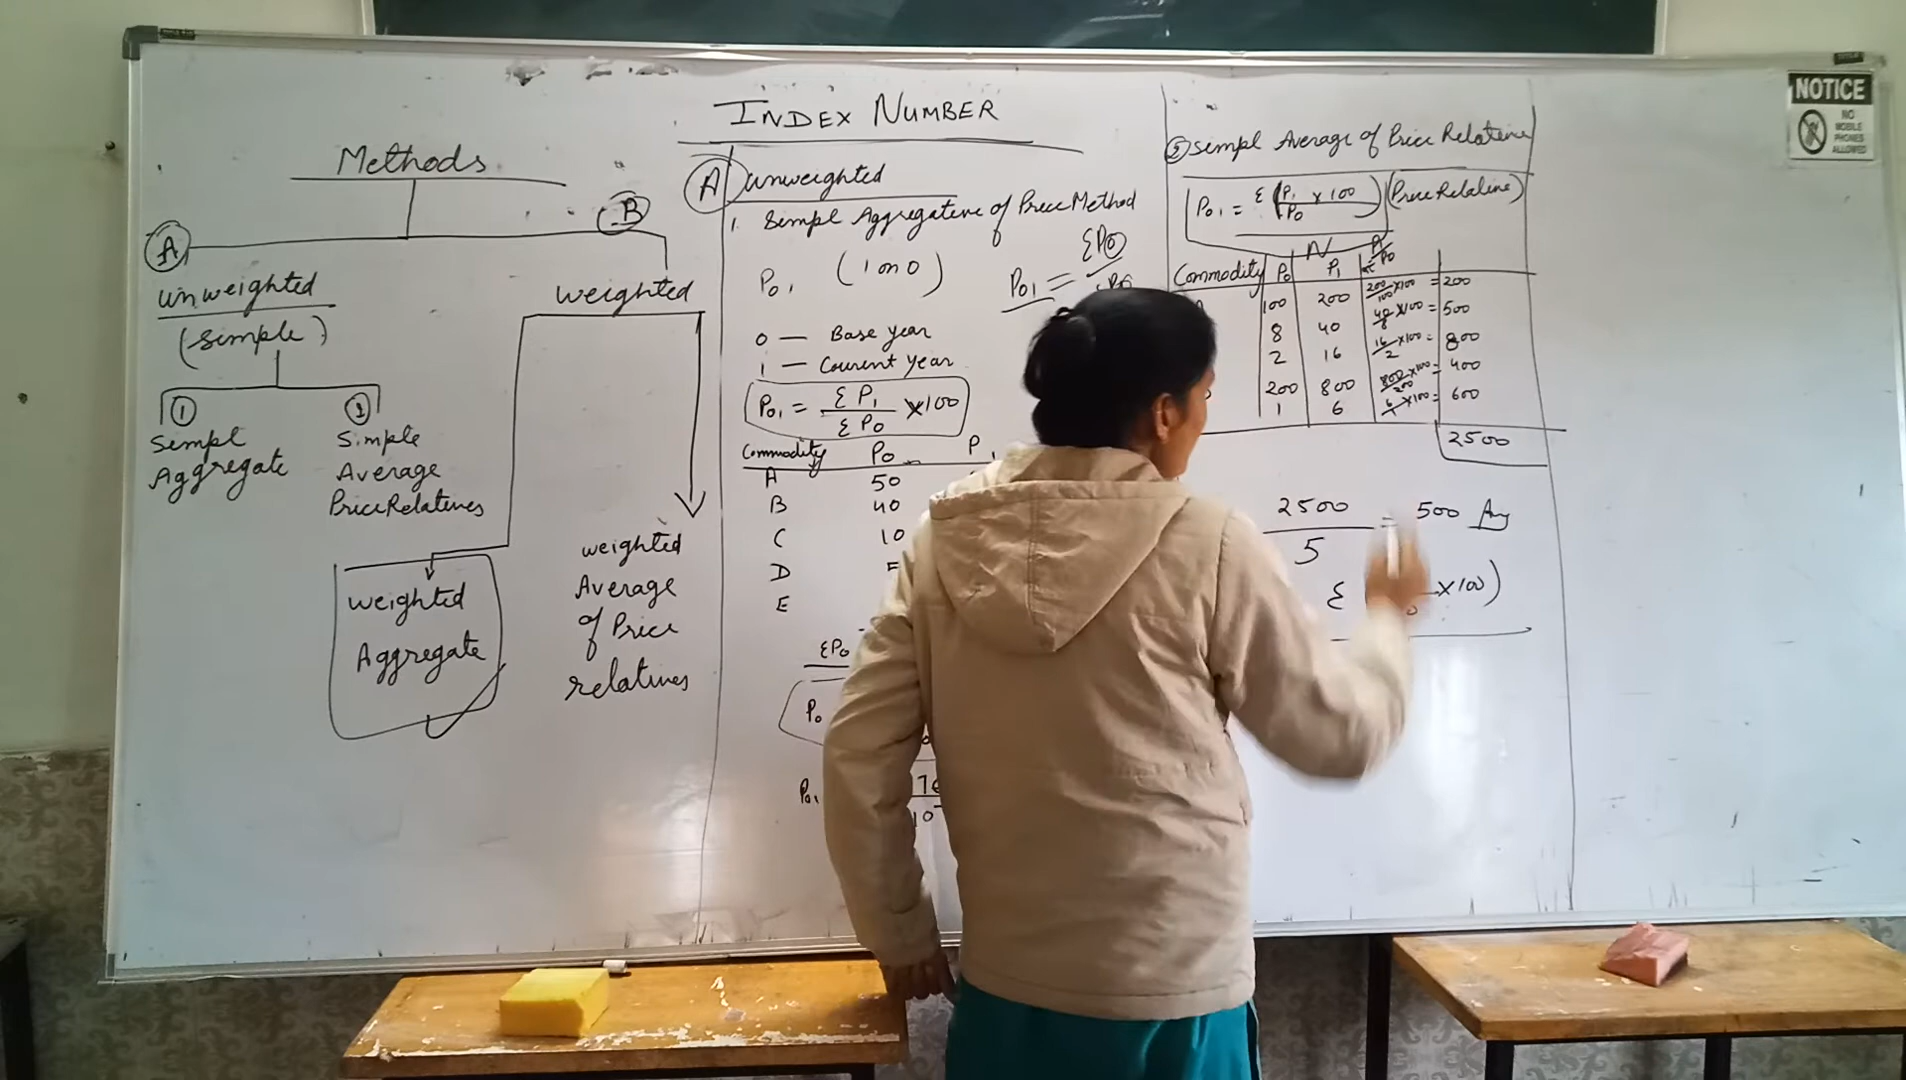 INDEX NUMBER
Methods
A
B
Unweighted
(Simple)
1
Simpl
Aggregate
2
Simple
Average
Price Relatives
Weighted
Weighted
Aggregate
Weighted
Average
of Price
relatives
A Unweighted
1. Simpl Aggregative of Price Method
P₀₁ (1 on 0)
P₀₁ = ΣP₀
0 — Base year
1 — Current Year
P₀₁ = ΣP₁ / ΣP₀ × 100
Commodity P₀ P₁
A 50
B 40
C 10
D
E
ΣP₀
P₀
P₀₁
10
2 Simpl Average of Price Relative
P₀₁ = Σ(P₁/P₀ × 100) / N (Price Relative)
Commodity P₀ P₁ P₁/P₀
100 200 200/100 ×100 = 200
8 40 40/8 ×100 = 500
2 16 16/2 ×100 = 800
200 800 800/200 ×100 = 400
1 6 6/1 ×100 = 600
2500
2500 / 5 = 500 Ans
Σ ×100)
NOTICE
NO
MOBILE
PHONES
ALLOWED